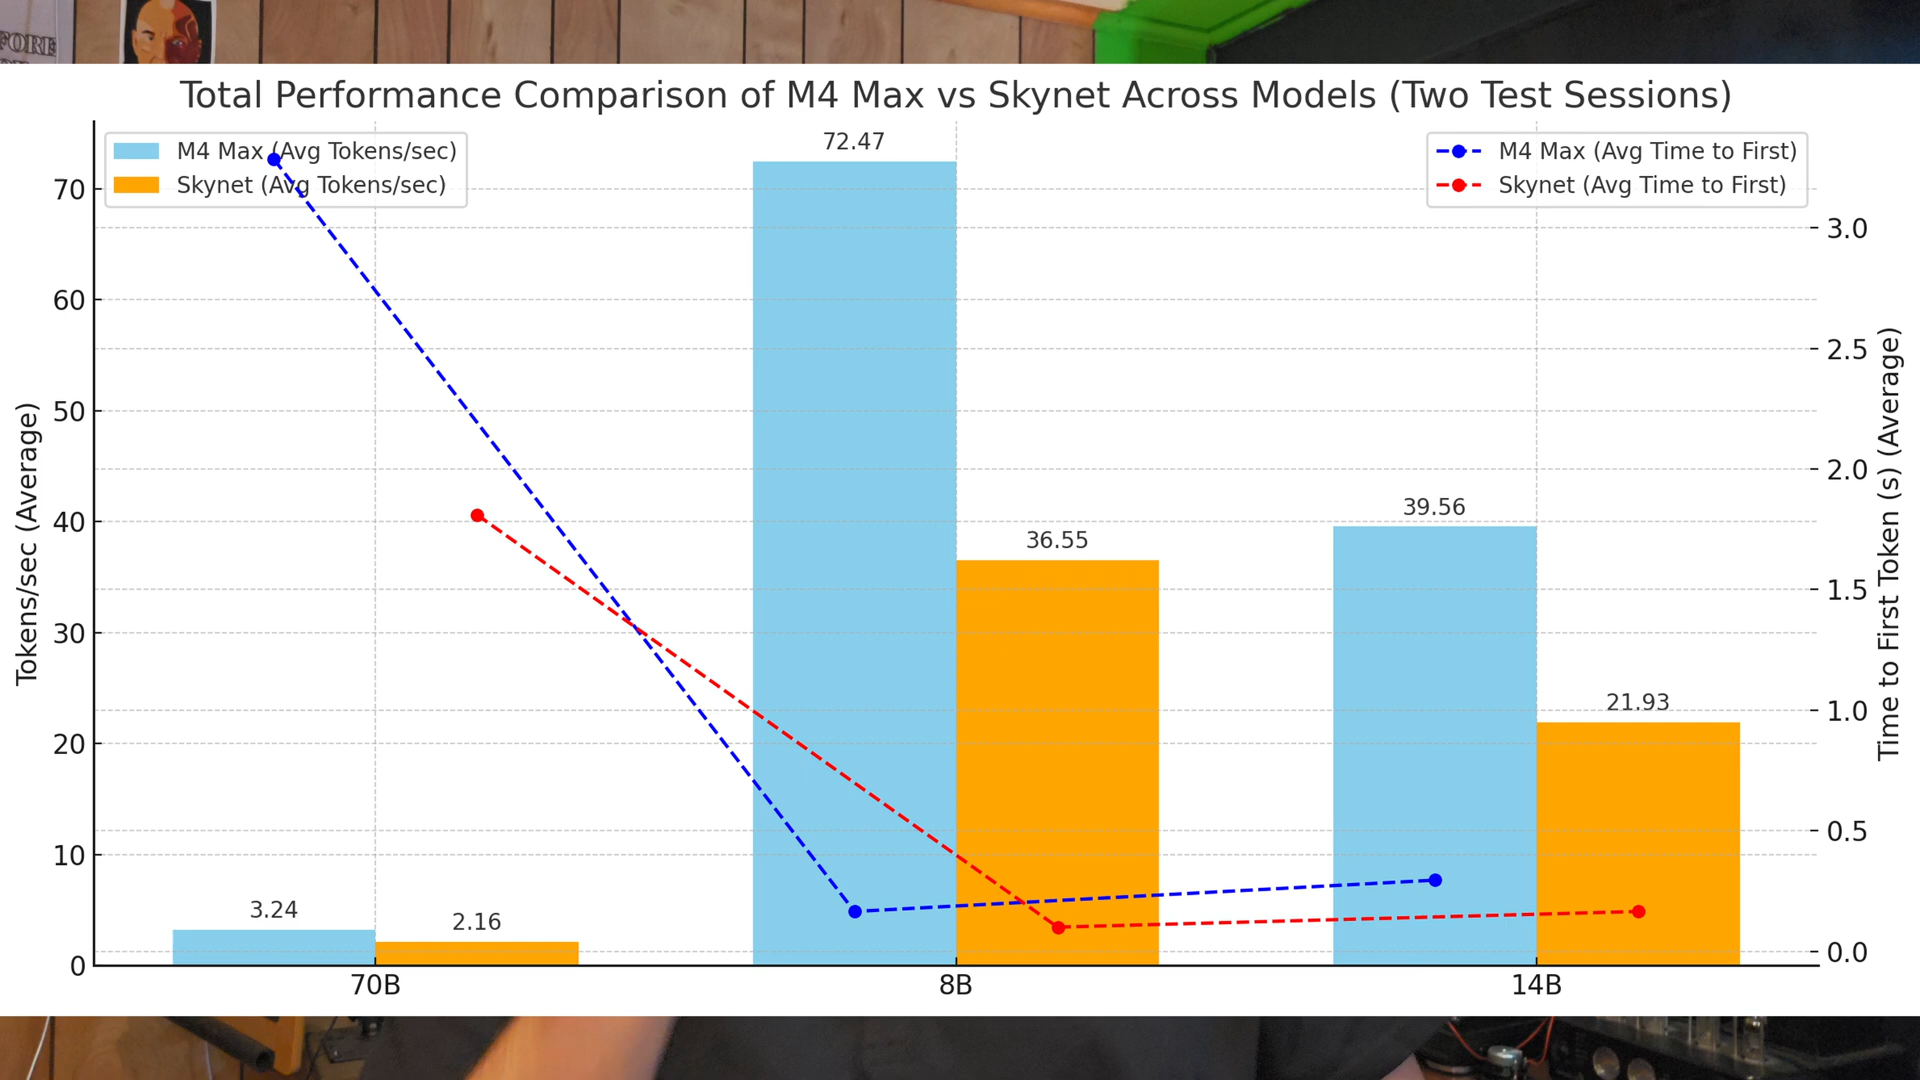 FORE
Total Performance Comparison of M4 Max vs Skynet Across Models (Two Test Sessions)
M4 Max (Avg Tokens/sec)
Skynet (Avg Tokens/sec)
M4 Max (Avg Time to First)
Skynet (Avg Time to First)
Tokens/sec (Average)
70
60
50
40
30
20
10
0
3.24
2.16
72.47
36.55
39.56
21.93
3.0
2.5
2.0
1.5
1.0
0.5
0.0
Time to First Token (s) (Average)
70B
8B
14B